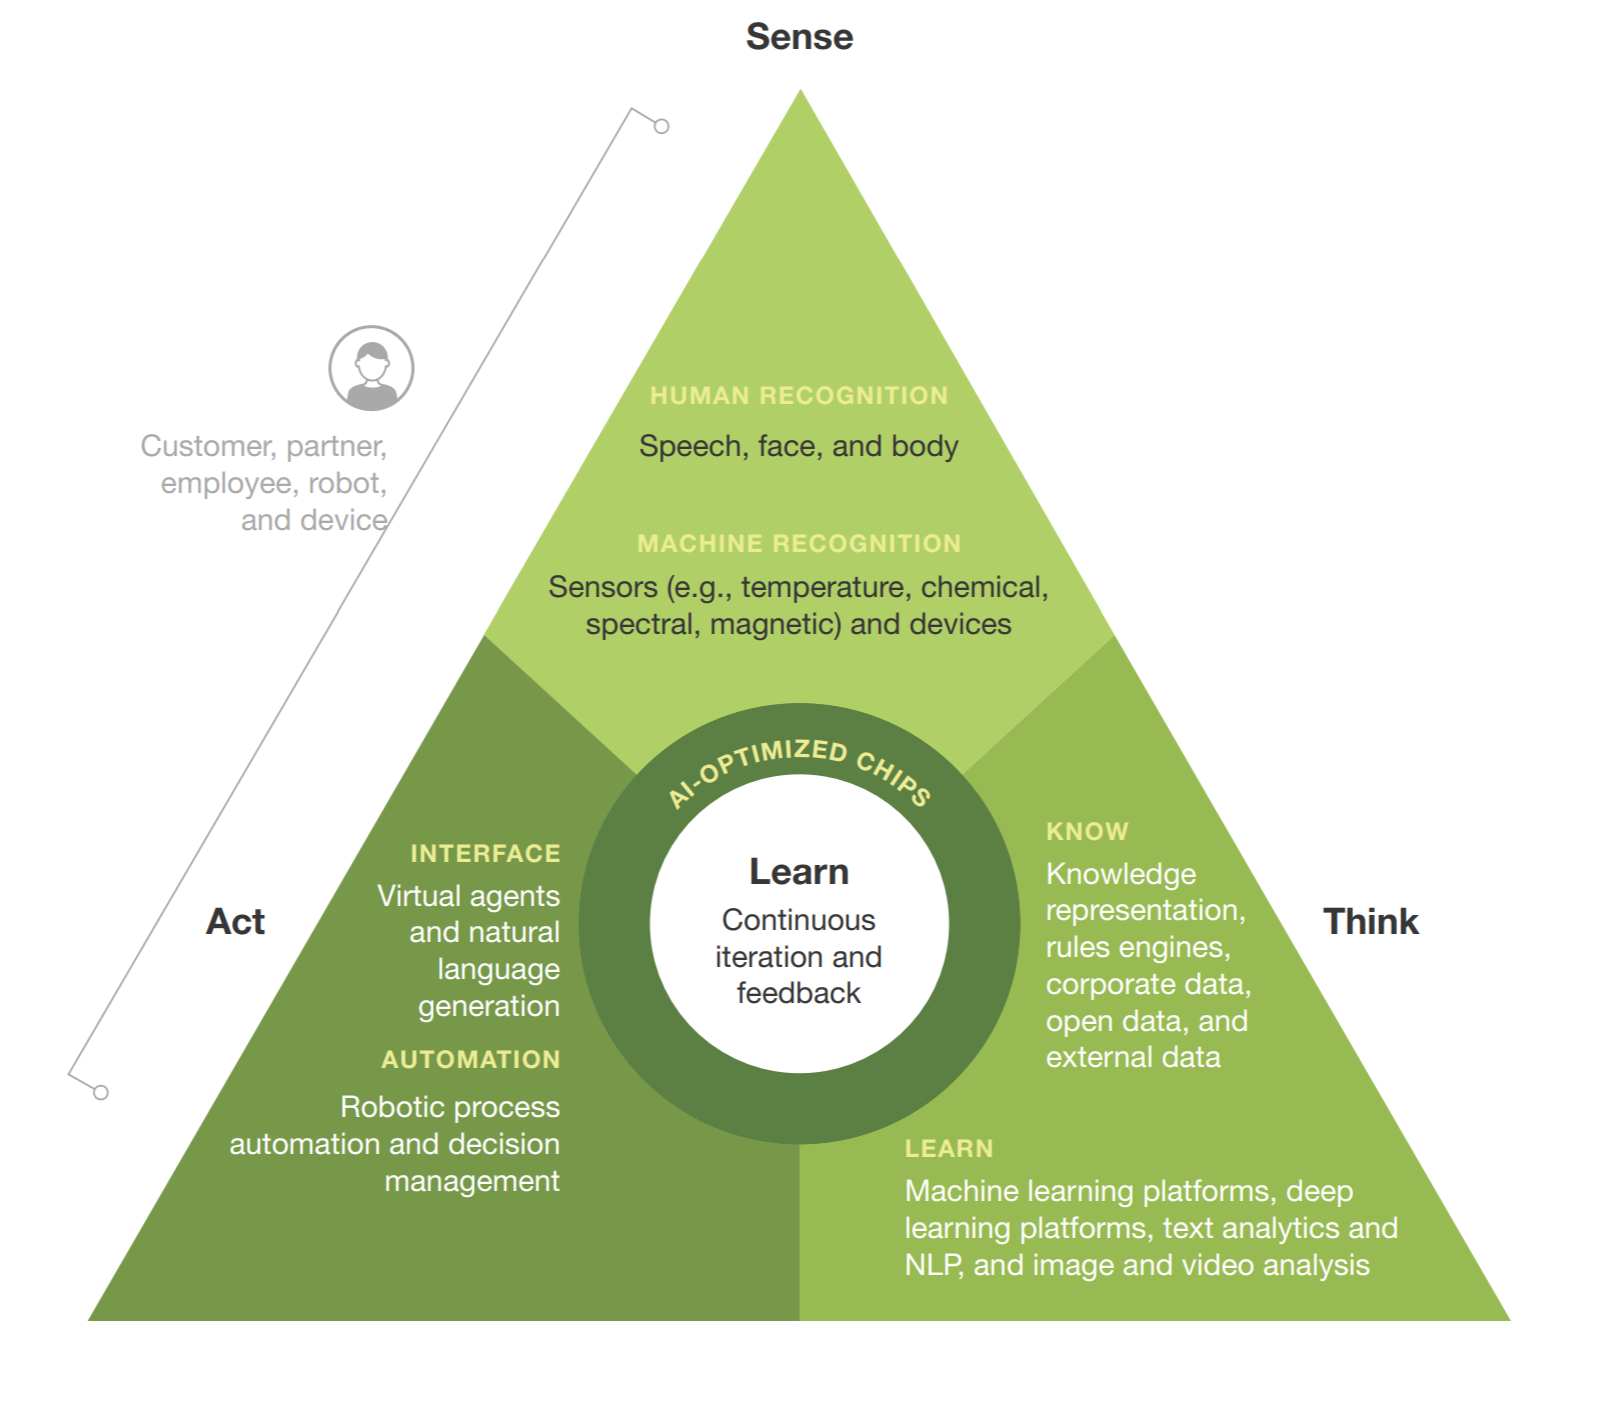 Sense
Customer, partner,
employee, robot,
and device
HUMAN RECOGNITION
Speech, face, and body
MACHINE RECOGNITION
Sensors (e.g., temperature, chemical,
spectral, magnetic) and devices
AI-OPTIMIZED CHIPS
Learn
Continuous
iteration and
feedback
Act
INTERFACE
Virtual agents
and natural
language
generation
AUTOMATION
Robotic process
automation and decision
management
Think
KNOW
Knowledge
representation,
rules engines,
corporate data,
open data, and
external data
LEARN
Machine learning platforms, deep
learning platforms, text analytics and
NLP, and image and video analysis